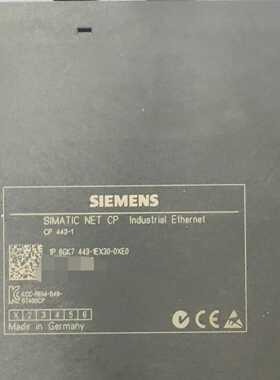 SIEMENS
SIMATIC NET CP Industrial Ethernet
CP 443-1
1P 6GK7 443-1EX30-0XE0
X 2 3 4 5 6
Made in Germany